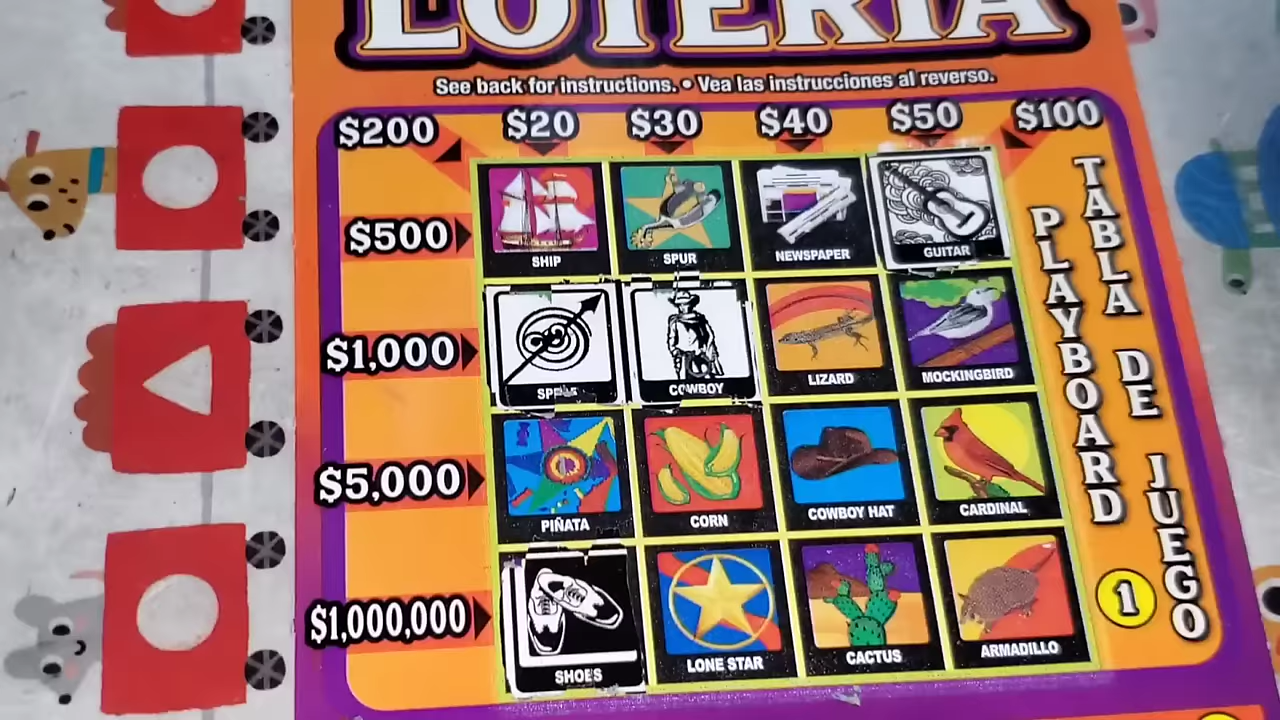 LOTERIA
See back for instructions. • Vea las instrucciones al reverso.
$200 $20 $30 $40 $50 $100
$500
SHIP SPUR NEWSPAPER GUITAR
$1,000
COWBOY LIZARD MOCKINGBIRD
$5,000
PIÑATA CORN COWBOY HAT CARDINAL
$1,000,000
SHOES LONE STAR CACTUS ARMADILLO
TABLA DE JUEGO
PLAYBOARD
1